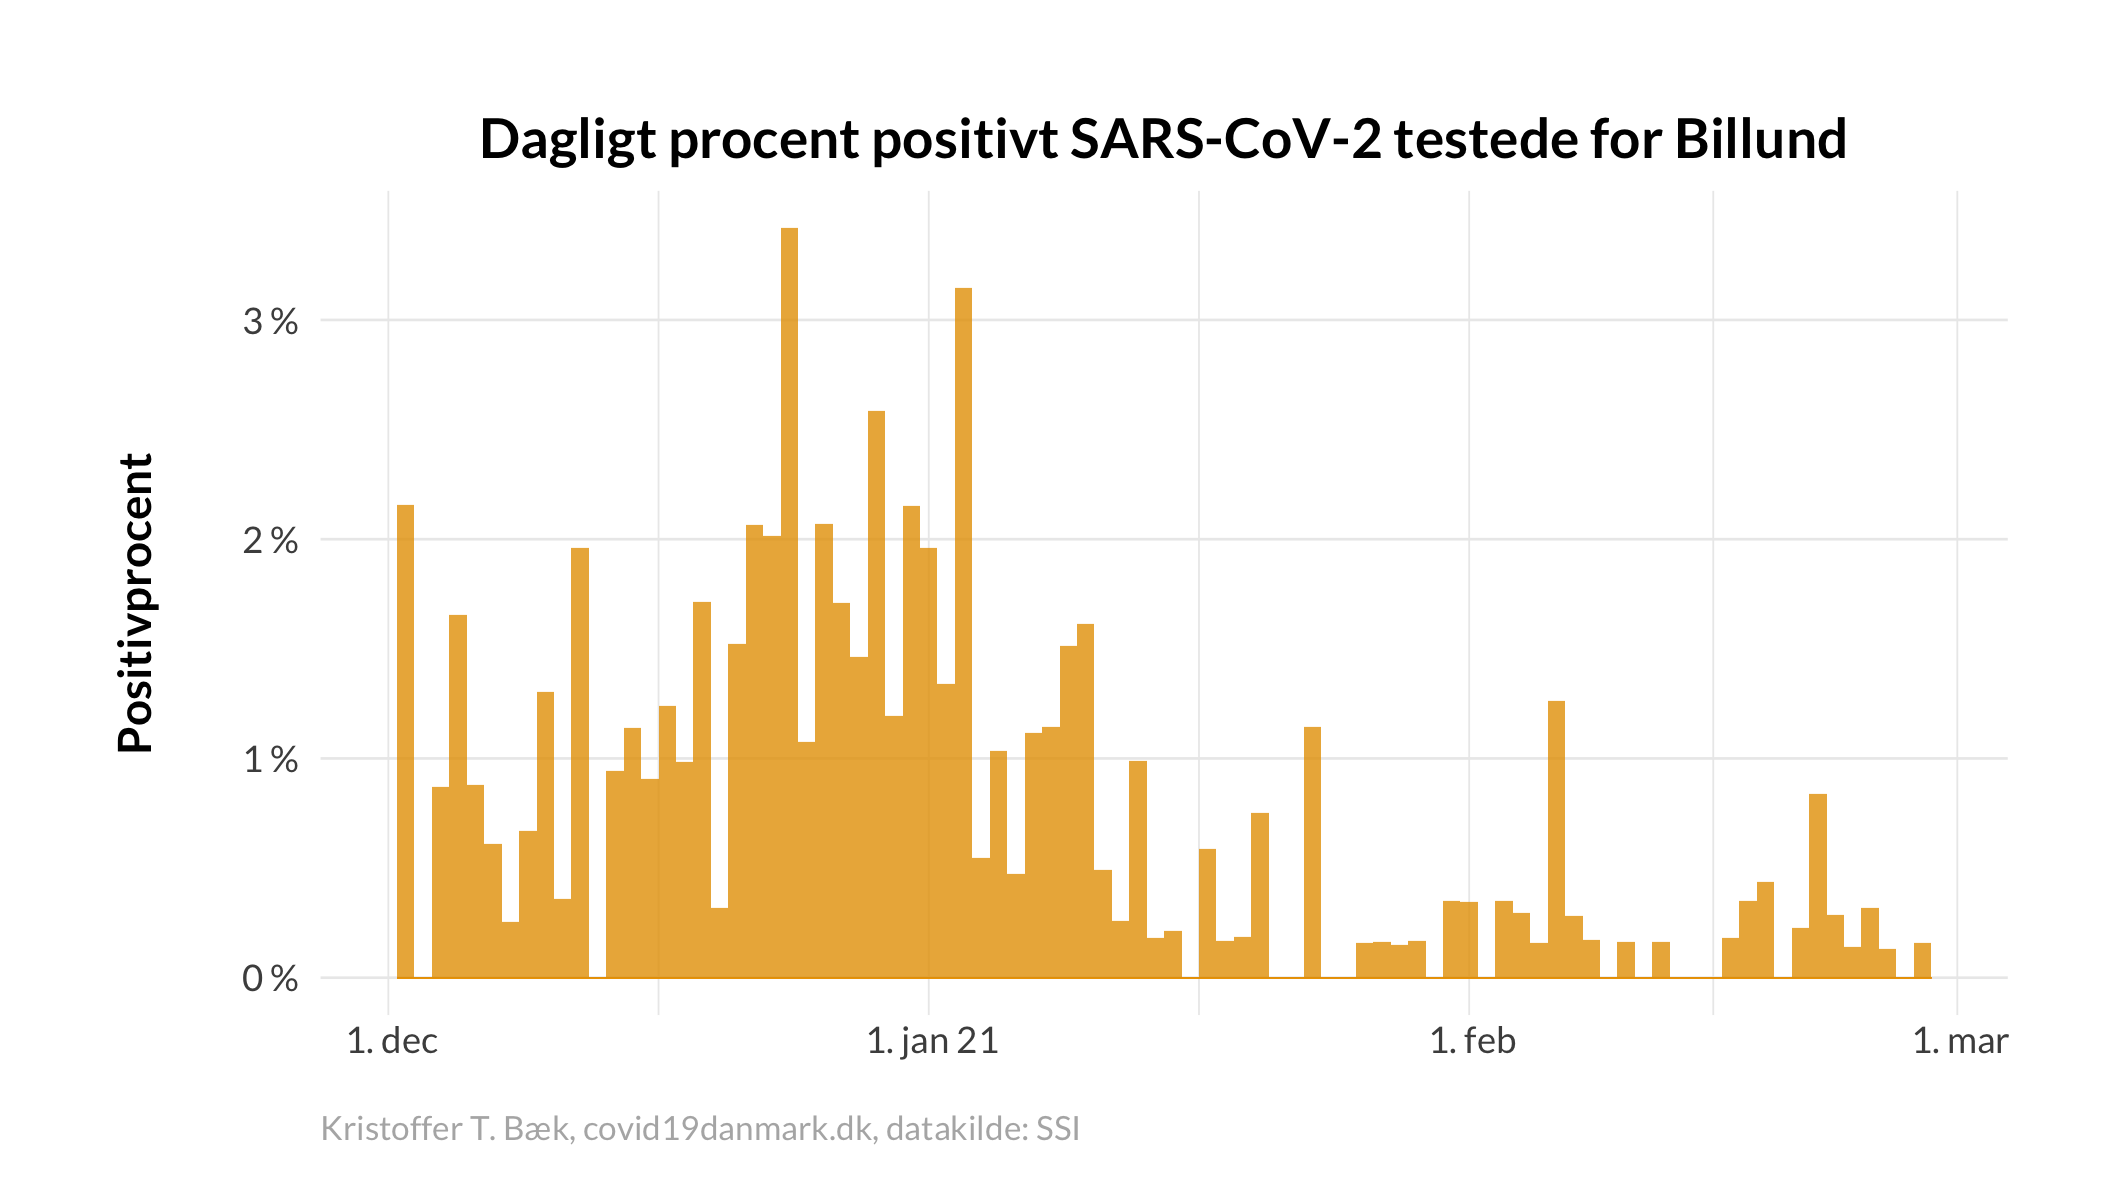 Dagligt procent positivt SARS-CoV-2 testede for Billund
Positivprocent
3 %
2 %
1 %
0 %
1. dec
1. jan 21
1. feb
1. mar
Kristoffer T. Bæk, covid19danmark.dk, datakilde: SSI